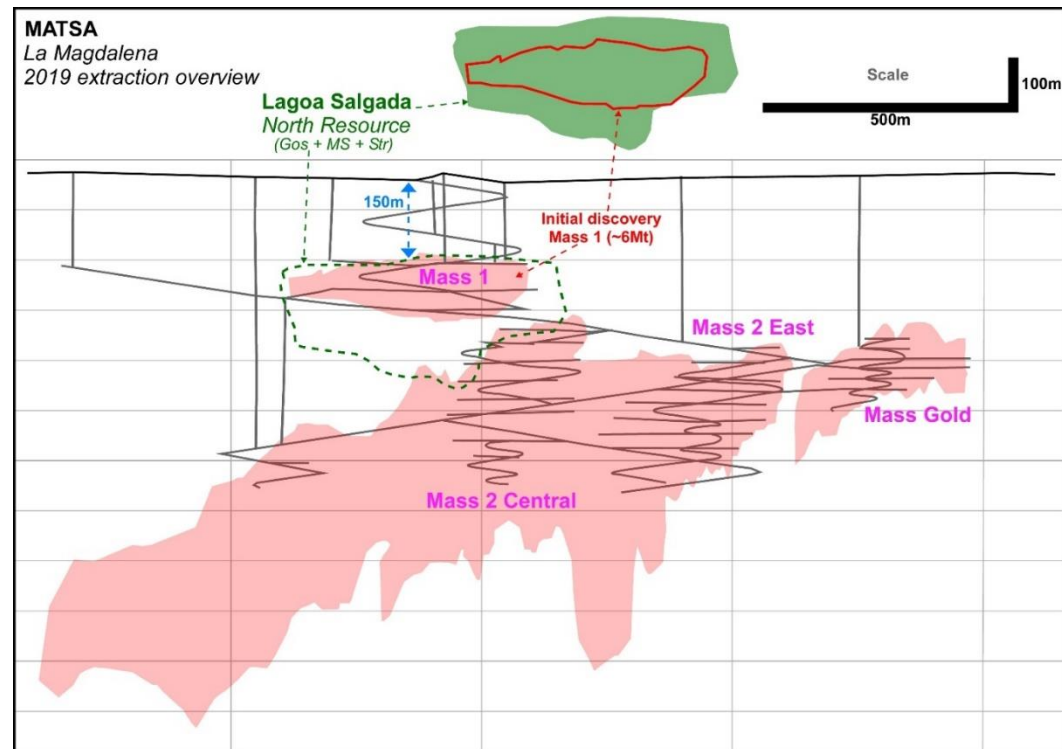 MATSA
La Magdalena
2019 extraction overview
Lagoa Salgada
North Resource
(Gos + MS + Str)
Scale
100m
500m
150m
Initial discovery
Mass 1 (~6Mt)
Mass 1
Mass 2 East
Mass Gold
Mass 2 Central